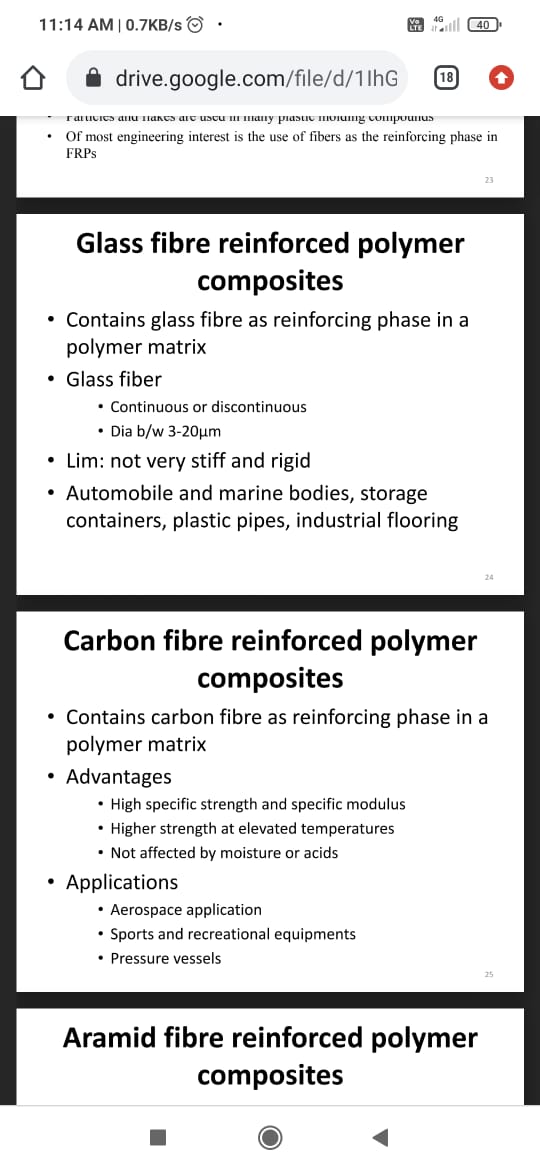 11:14 AM | 0.7KB/s
Vo LTE 4G 40
drive.google.com/file/d/1IhG 18
Particles and flakes are used in many plastic molding compounds
• Of most engineering interest is the use of fibers as the reinforcing phase in
FRPs
23
Glass fibre reinforced polymer
composites
• Contains glass fibre as reinforcing phase in a
polymer matrix
• Glass fiber
• Continuous or discontinuous
• Dia b/w 3-20μm
• Lim: not very stiff and rigid
• Automobile and marine bodies, storage
containers, plastic pipes, industrial flooring
24
Carbon fibre reinforced polymer
composites
• Contains carbon fibre as reinforcing phase in a
polymer matrix
• Advantages
• High specific strength and specific modulus
• Higher strength at elevated temperatures
• Not affected by moisture or acids
• Applications
• Aerospace application
• Sports and recreational equipments
• Pressure vessels
25
Aramid fibre reinforced polymer
composites